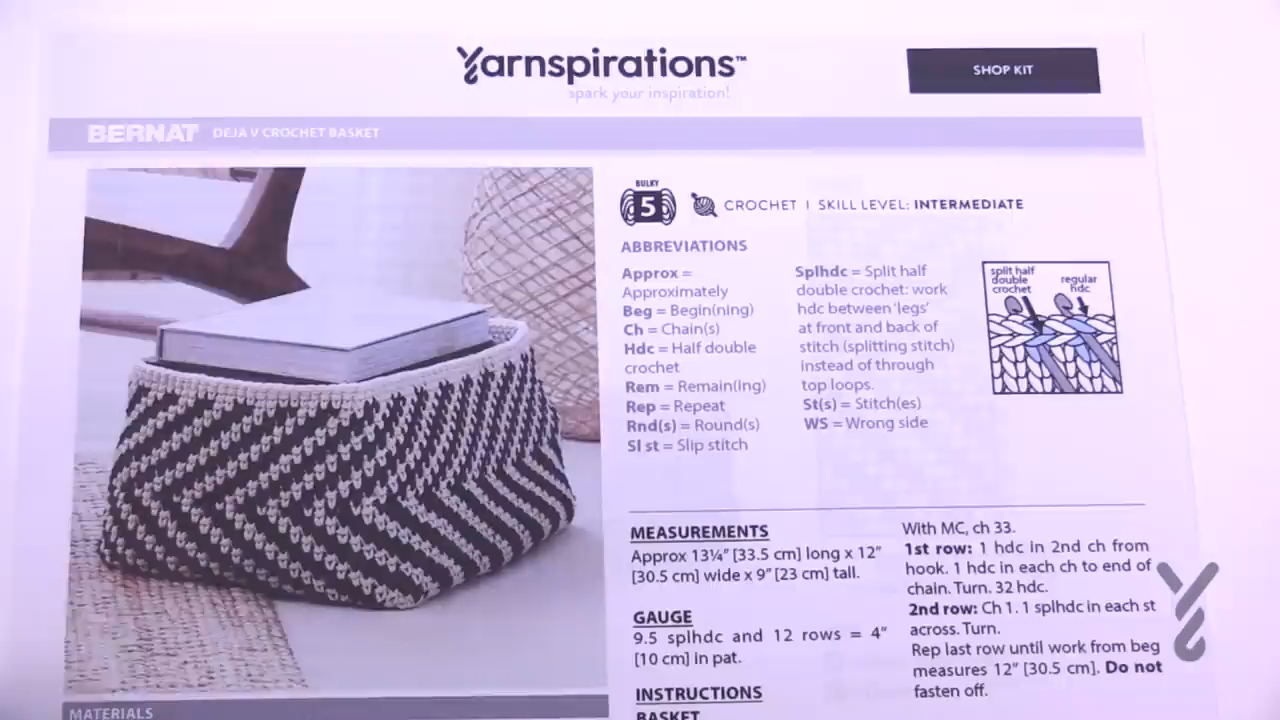 Yarnspirations™
spark your inspiration!
SHOP KIT
BERNAT DEJA V CROCHET BASKET
BULKY
5
CROCHET | SKILL LEVEL: INTERMEDIATE
ABBREVIATIONS
Approx =
Approximately
Beg = Begin(ning)
Ch = Chain(s)
Hdc = Half double
crochet
Rem = Remain(ing)
Rep = Repeat
Rnd(s) = Round(s)
Sl st = Slip stitch
Splhdc = Split half
double crochet: work
hdc between 'legs'
at front and back of
stitch (splitting stitch)
instead of through
top loops.
St(s) = Stitch(es)
WS = Wrong side
split half
double
crochet
regular
hdc
MEASUREMENTS
Approx 13¼" [33.5 cm] long x 12"
[30.5 cm] wide x 9" [23 cm] tall.
GAUGE
9.5 splhdc and 12 rows = 4"
[10 cm] in pat.
INSTRUCTIONS
BASKET
With MC, ch 33.
1st row: 1 hdc in 2nd ch from
hook. 1 hdc in each ch to end of
chain. Turn. 32 hdc.
2nd row: Ch 1. 1 splhdc in each st
across. Turn.
Rep last row until work from beg
measures 12" [30.5 cm]. Do not
fasten off.
MATERIALS